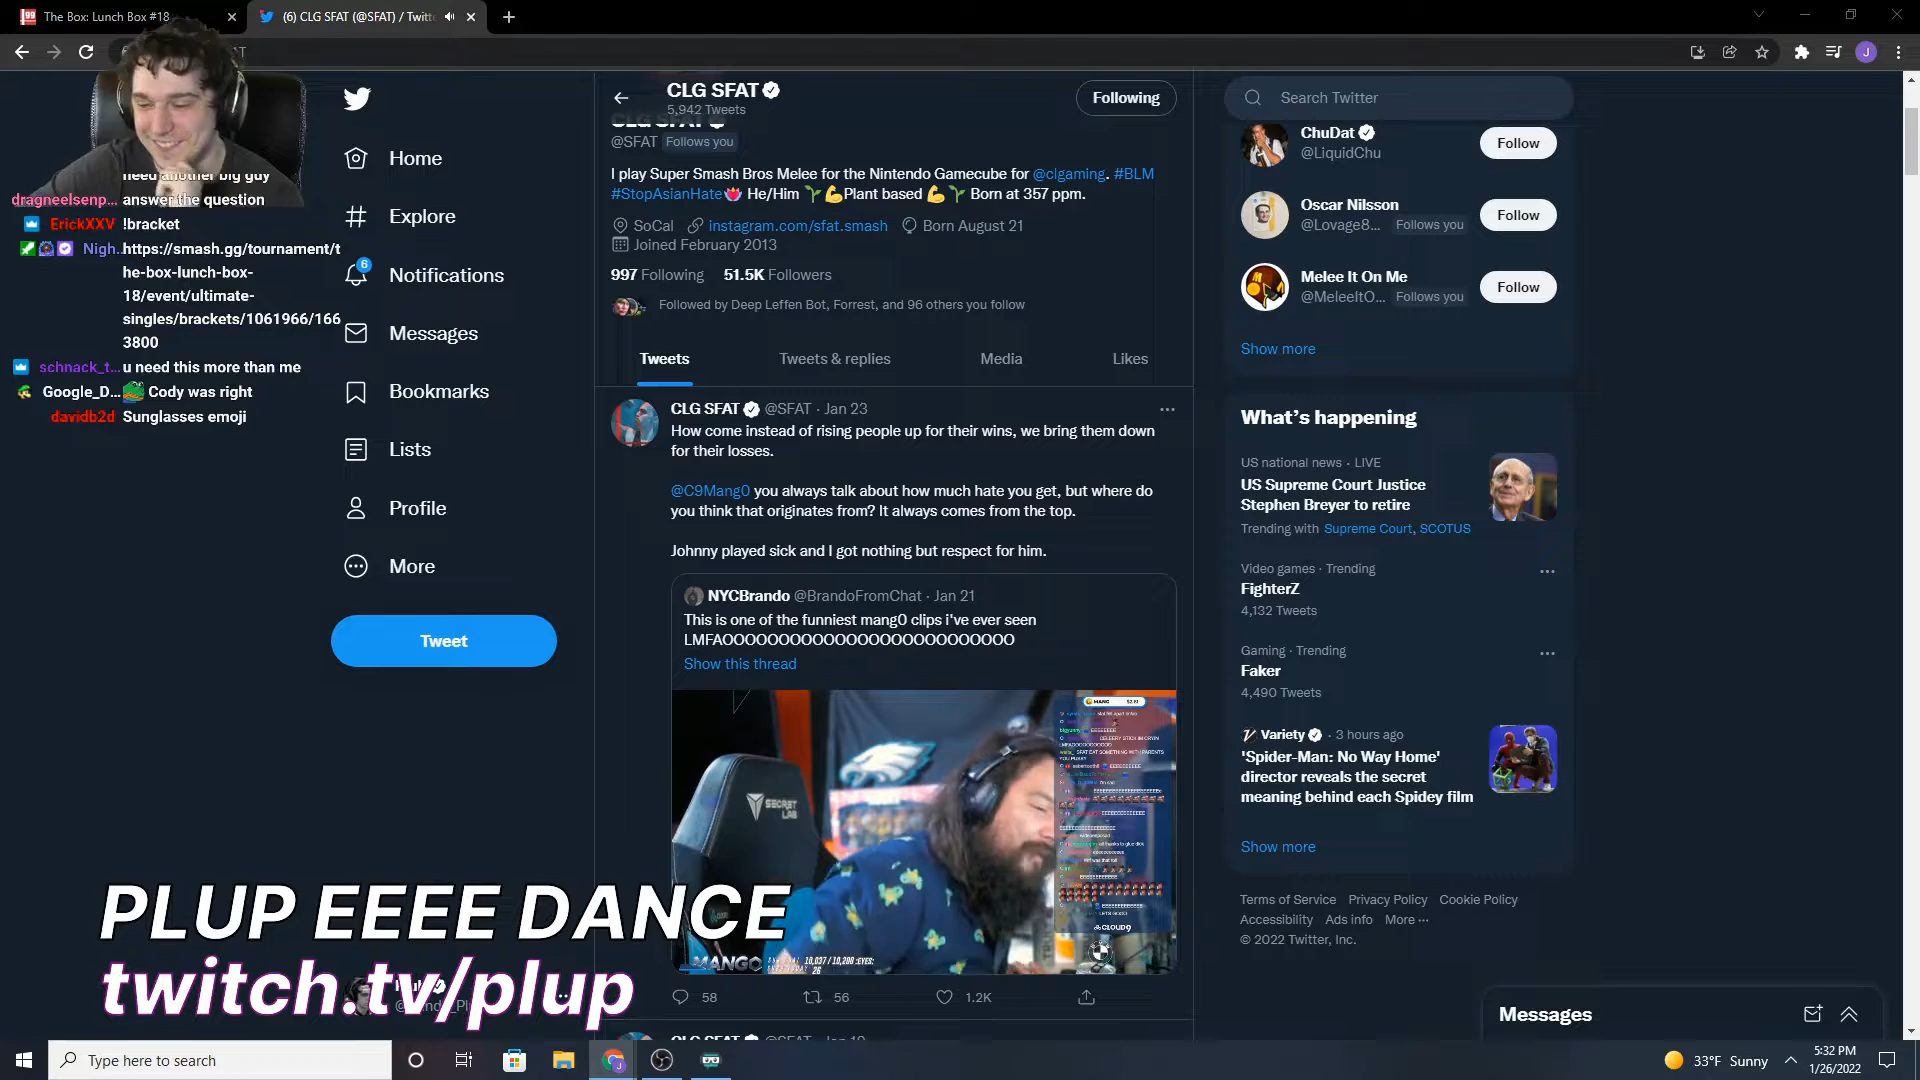 The Box: Lunch Box #18
(6) CLG SFAT (@SFAT) / Twitt
need another big guy
dragneelsenp... answer the question
ErickXXV !bracket
Nigh... https://smash.gg/tournament/t
he-box-lunch-box-
18/event/ultimate-
singles/brackets/1061966/166
3800
schnack_t... u need this more than me
Google_D... Cody was right
davidb2d Sunglasses emoji
Home
Explore
6
Notifications
Messages
Bookmarks
Lists
Profile
More
Tweet
CLG SFAT
5,942 Tweets
Following
CLG SFAT
@SFAT Follows you
I play Super Smash Bros Melee for the Nintendo Gamecube for @clgaming. #BLM
#StopAsianHate🌷 He/Him 🌱💪Plant based 💪🌱 Born at 357 ppm.
SoCal instagram.com/sfat.smash Born August 21
Joined February 2013
997 Following 51.5K Followers
Followed by Deep Leffen Bot, Forrest, and 96 others you follow
Tweets Tweets & replies Media Likes
CLG SFAT @SFAT · Jan 23
How come instead of rising people up for their wins, we bring them down
for their losses.
@C9Mang0 you always talk about how much hate you get, but where do
you think that originates from? It always comes from the top.
Johnny played sick and I got nothing but respect for him.
NYCBrando @BrandoFromChat · Jan 21
This is one of the funniest mang0 clips i've ever seen
LMFAOOOOOOOOOOOOOOOOOOOOOOOOOO
Show this thread
SECRET
LAB
CLOUD9
MANGO
58 56 1.2K
CLG SFAT
Search Twitter
ChuDat
@LiquidChu
Follow
Oscar Nilsson
@Lovage8... Follows you
Follow
Melee It On Me
@MeleeItO... Follows you
Follow
Show more
What's happening
US national news · LIVE
US Supreme Court Justice
Stephen Breyer to retire
Trending with Supreme Court, SCOTUS
Video games · Trending
FighterZ
4,132 Tweets
Gaming · Trending
Faker
4,490 Tweets
Variety · 3 hours ago
'Spider-Man: No Way Home'
director reveals the secret
meaning behind each Spidey film
Show more
Terms of Service Privacy Policy Cookie Policy
Accessibility Ads info More ···
© 2022 Twitter, Inc.
Messages
PLUP EEEE DANCE
twitch.tv/plup
Type here to search
33°F Sunny
5:32 PM
1/26/2022
J